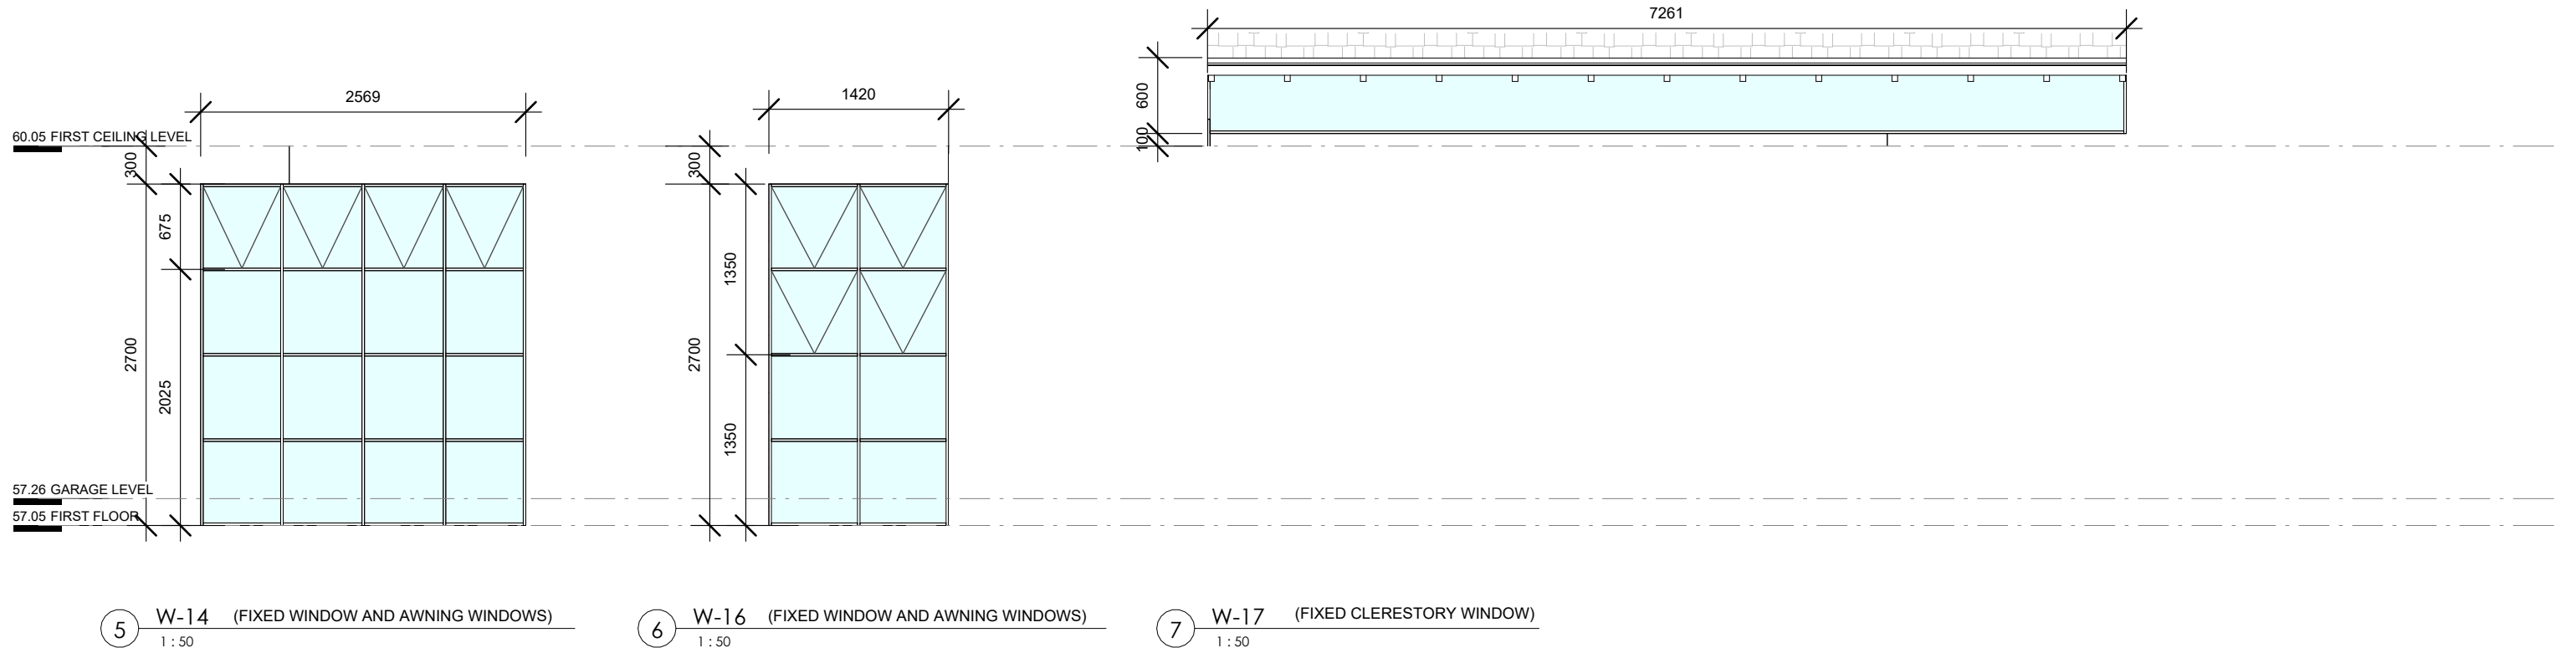 7261
2569
1420
600
100
60.05 FIRST CEILING LEVEL
300
300
675
1350
2700
2025
2700
1350
57.26 GARAGE LEVEL
57.05 FIRST FLOOR
5 W-14 (FIXED WINDOW AND AWNING WINDOWS)
1 : 50
6 W-16 (FIXED WINDOW AND AWNING WINDOWS)
1 : 50
7 W-17 (FIXED CLERESTORY WINDOW)
1 : 50